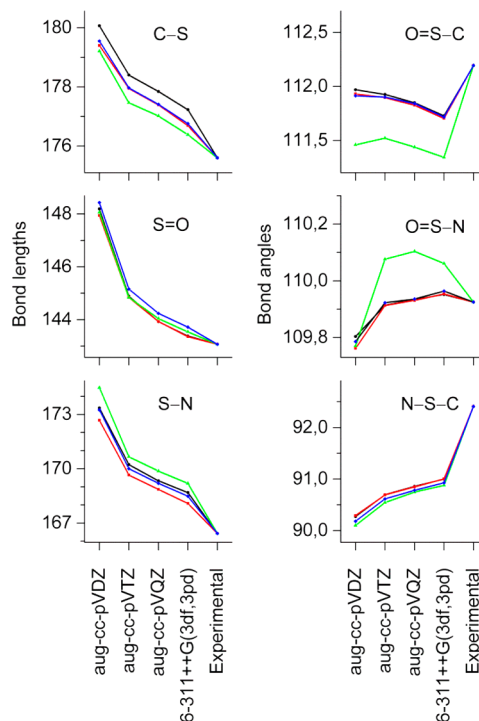 C–S
180
178
176
O=S-C
112,5
112,0
111,5
Bond lengths
S=O
148
146
143
Bond angles
O=S-N
110,2
110,0
109,8
S–N
173
170
167
N–S-C
92,0
91,0
90,0
aug-cc-pVDZ
aug-cc-pVTZ
aug-cc-pVQZ
6-311++G(3df,3pd)
Experimental
aug-cc-pVDZ
aug-cc-pVTZ
aug-cc-pVQZ
6-311++G(3df,3pd)
Experimental